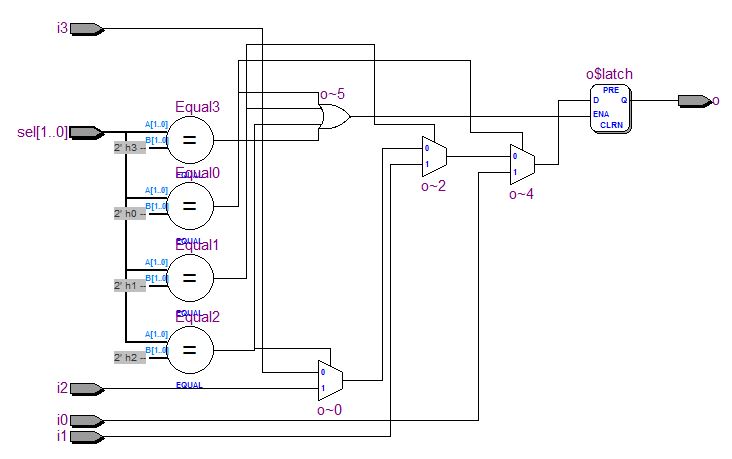 i3
o$latch
PRE
D Q
ENA
CLRN
o
o~5
Equal3
sel[1..0]
A[1..0]
B[1..0]
2' h3 --
=
EQUAL
Equal0
A[1..0]
B[1..0]
2' h0 --
=
EQUAL
0
1
o~2
0
1
o~4
Equal1
A[1..0]
B[1..0]
2' h1 --
=
EQUAL
Equal2
A[1..0]
B[1..0]
2' h2 --
=
EQUAL
i2
0
1
o~0
i0
i1